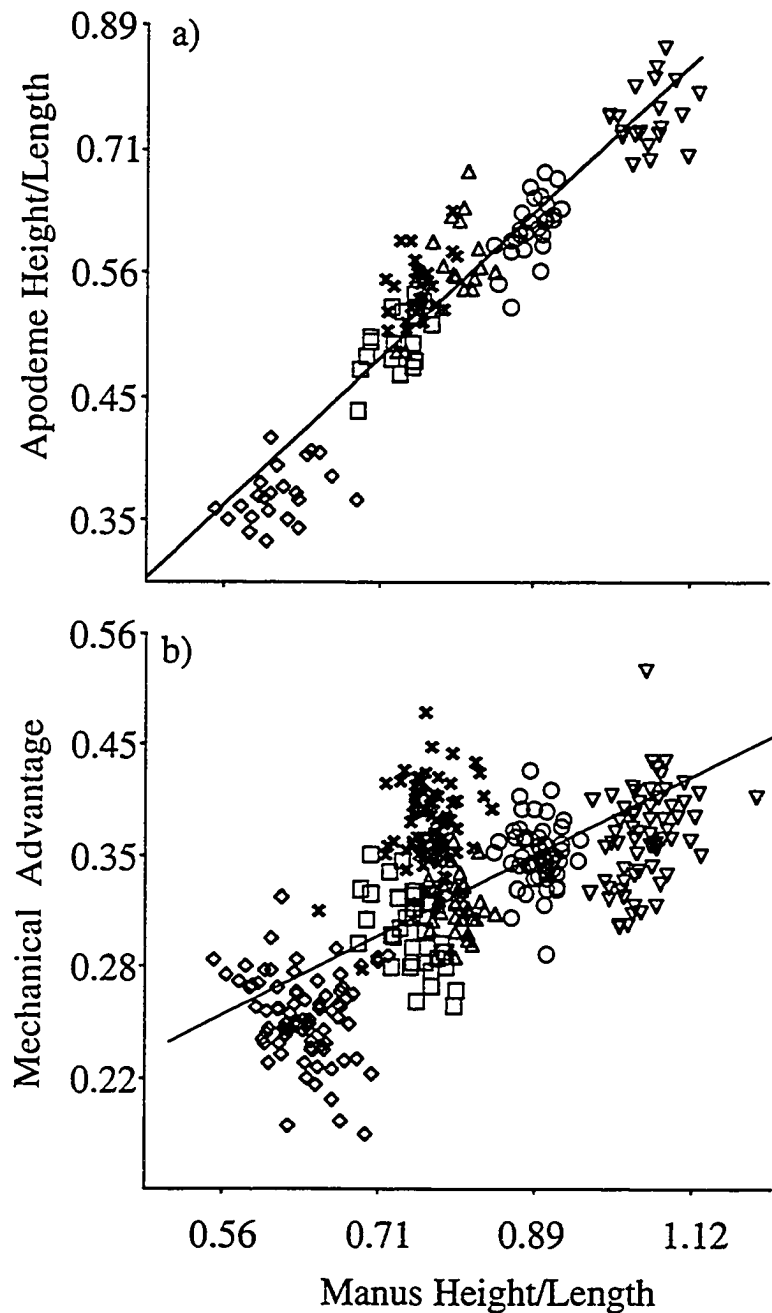 a)
0.89
0.71
0.56
0.45
0.35
Apodeme Height/Length
b)
0.56
0.45
0.35
0.28
0.22
Mechanical Advantage
0.56 0.71 0.89 1.12
Manus Height/Length